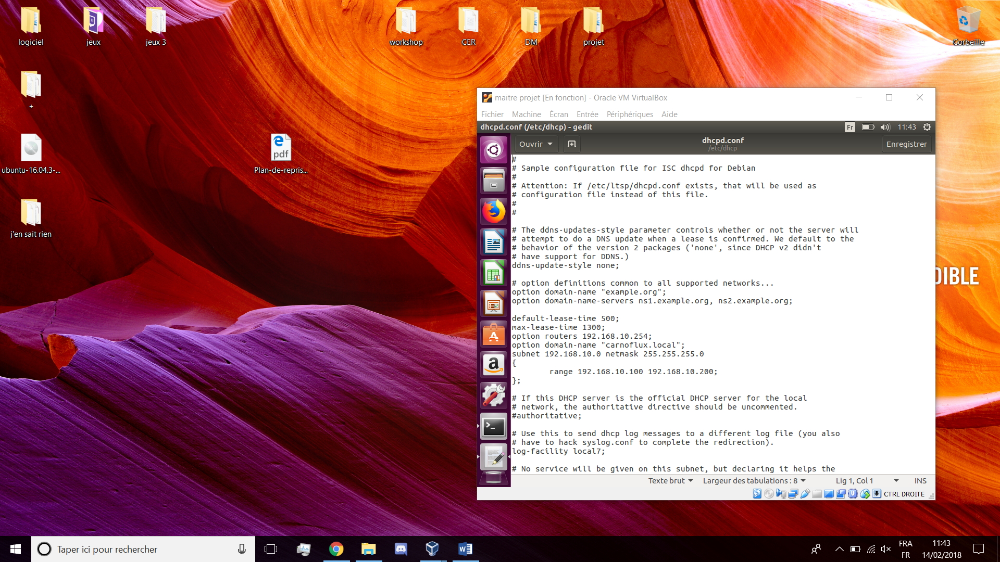 logiciel
jeux
jeux 3
workshop
CER
DM
projet
Corbeille
+
ubuntu-16.04.3-...
pdf
Plan-de-repris...
j'en sait rien
DIBLE
maitre projet [En fonction] - Oracle VM VirtualBox
Fichier Machine Écran Entrée Périphériques Aide
dhcpd.conf (/etc/dhcp) - gedit
Fr
11:43
Ouvrir
dhcpd.conf
/etc/dhcp
Enregistrer
#
# Sample configuration file for ISC dhcpd for Debian
#
# Attention: If /etc/ltsp/dhcpd.conf exists, that will be used as
# configuration file instead of this file.
#
#
# The ddns-updates-style parameter controls whether or not the server will
# attempt to do a DNS update when a lease is confirmed. We default to the
# behavior of the version 2 packages ('none', since DHCP v2 didn't
# have support for DDNS.)
ddns-update-style none;
# option definitions common to all supported networks...
option domain-name "example.org";
option domain-name-servers ns1.example.org, ns2.example.org;
default-lease-time 500;
max-lease-time 1300;
option routers 192.168.10.254;
option domain-name "carnoflux.local";
subnet 192.168.10.0 netmask 255.255.255.0
{
range 192.168.10.100 192.168.10.200;
};
# If this DHCP server is the official DHCP server for the local
# network, the authoritative directive should be uncommented.
#authoritative;
# Use this to send dhcp log messages to a different log file (you also
# have to hack syslog.conf to complete the redirection).
log-facility local7;
# No service will be given on this subnet, but declaring it helps the
Texte brut
Largeur des tabulations : 8
Lig 1, Col 1
INS
CTRL DROITE
Taper ici pour rechercher
FRA
FR
11:43
14/02/2018